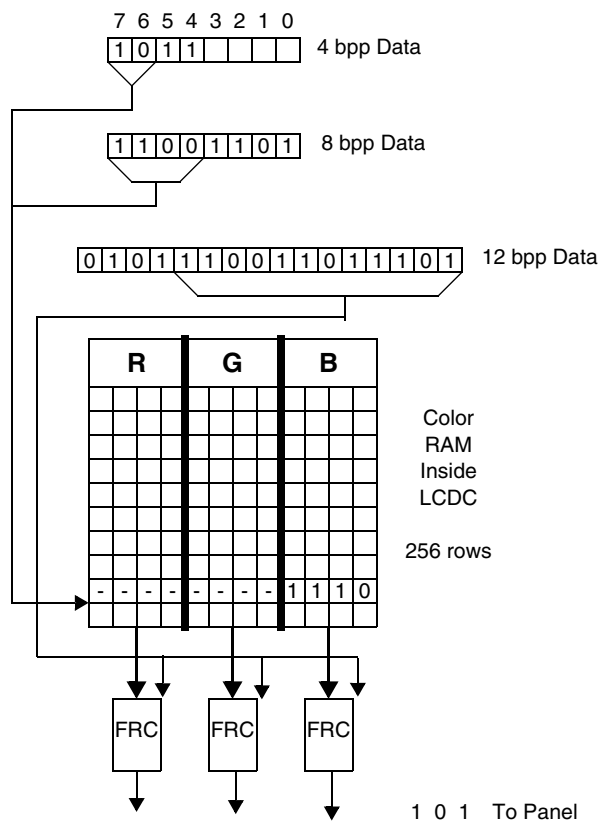 7 6 5 4 3 2 1 0
1 0 1 1 4 bpp Data
1 1 0 0 1 1 0 1 8 bpp Data
0 1 0 1 1 1 0 0 1 1 0 1 1 1 0 1 12 bpp Data
R G B
Color
RAM
Inside
LCDC
256 rows
- - - - - - - - 1 1 1 0
FRC FRC FRC
1 0 1 To Panel